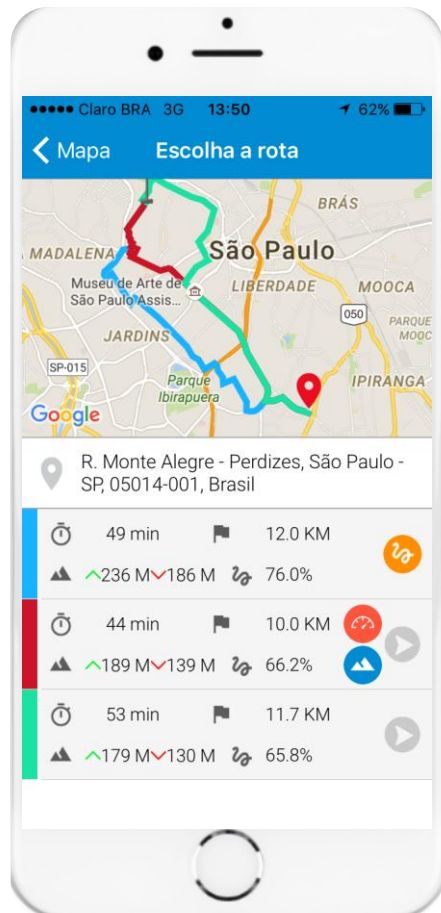 Claro BRA 3G 13:50 62%
Mapa Escolha a rota
BRÁS
MADALENA
São Paulo
Museu de Arte de
São Paulo Assis...
LIBERDADE
MOOCA
050
PARQUE
MOOC
JARDINS
SP-015
Parque
Ibirapuera
IPIRANGA
Google
R. Monte Alegre - Perdizes, São Paulo -
SP, 05014-001, Brasil
49 min 12.0 KM
236 M 186 M 76.0%
44 min 10.0 KM
189 M 139 M 66.2%
53 min 11.7 KM
179 M 130 M 65.8%